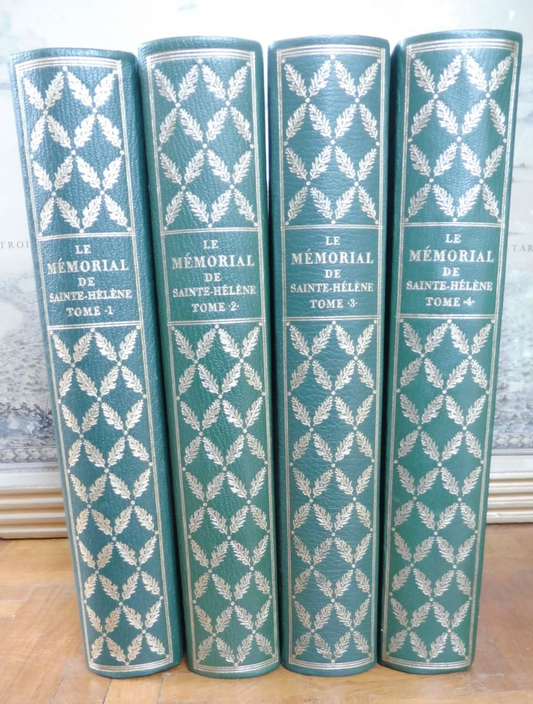 LE
MÉMORIAL
DE
SAINTE-HÉLÈNE
TOME ·1·
LE
MÉMORIAL
DE
SAINTE-HÉLÈNE
TOME ·2·
LE
MÉMORIAL
DE
SAINTE-HÉLÈNE
TOME ·3·
LE
MÉMORIAL
DE
SAINTE-HÉLÈNE
TOME ·4·